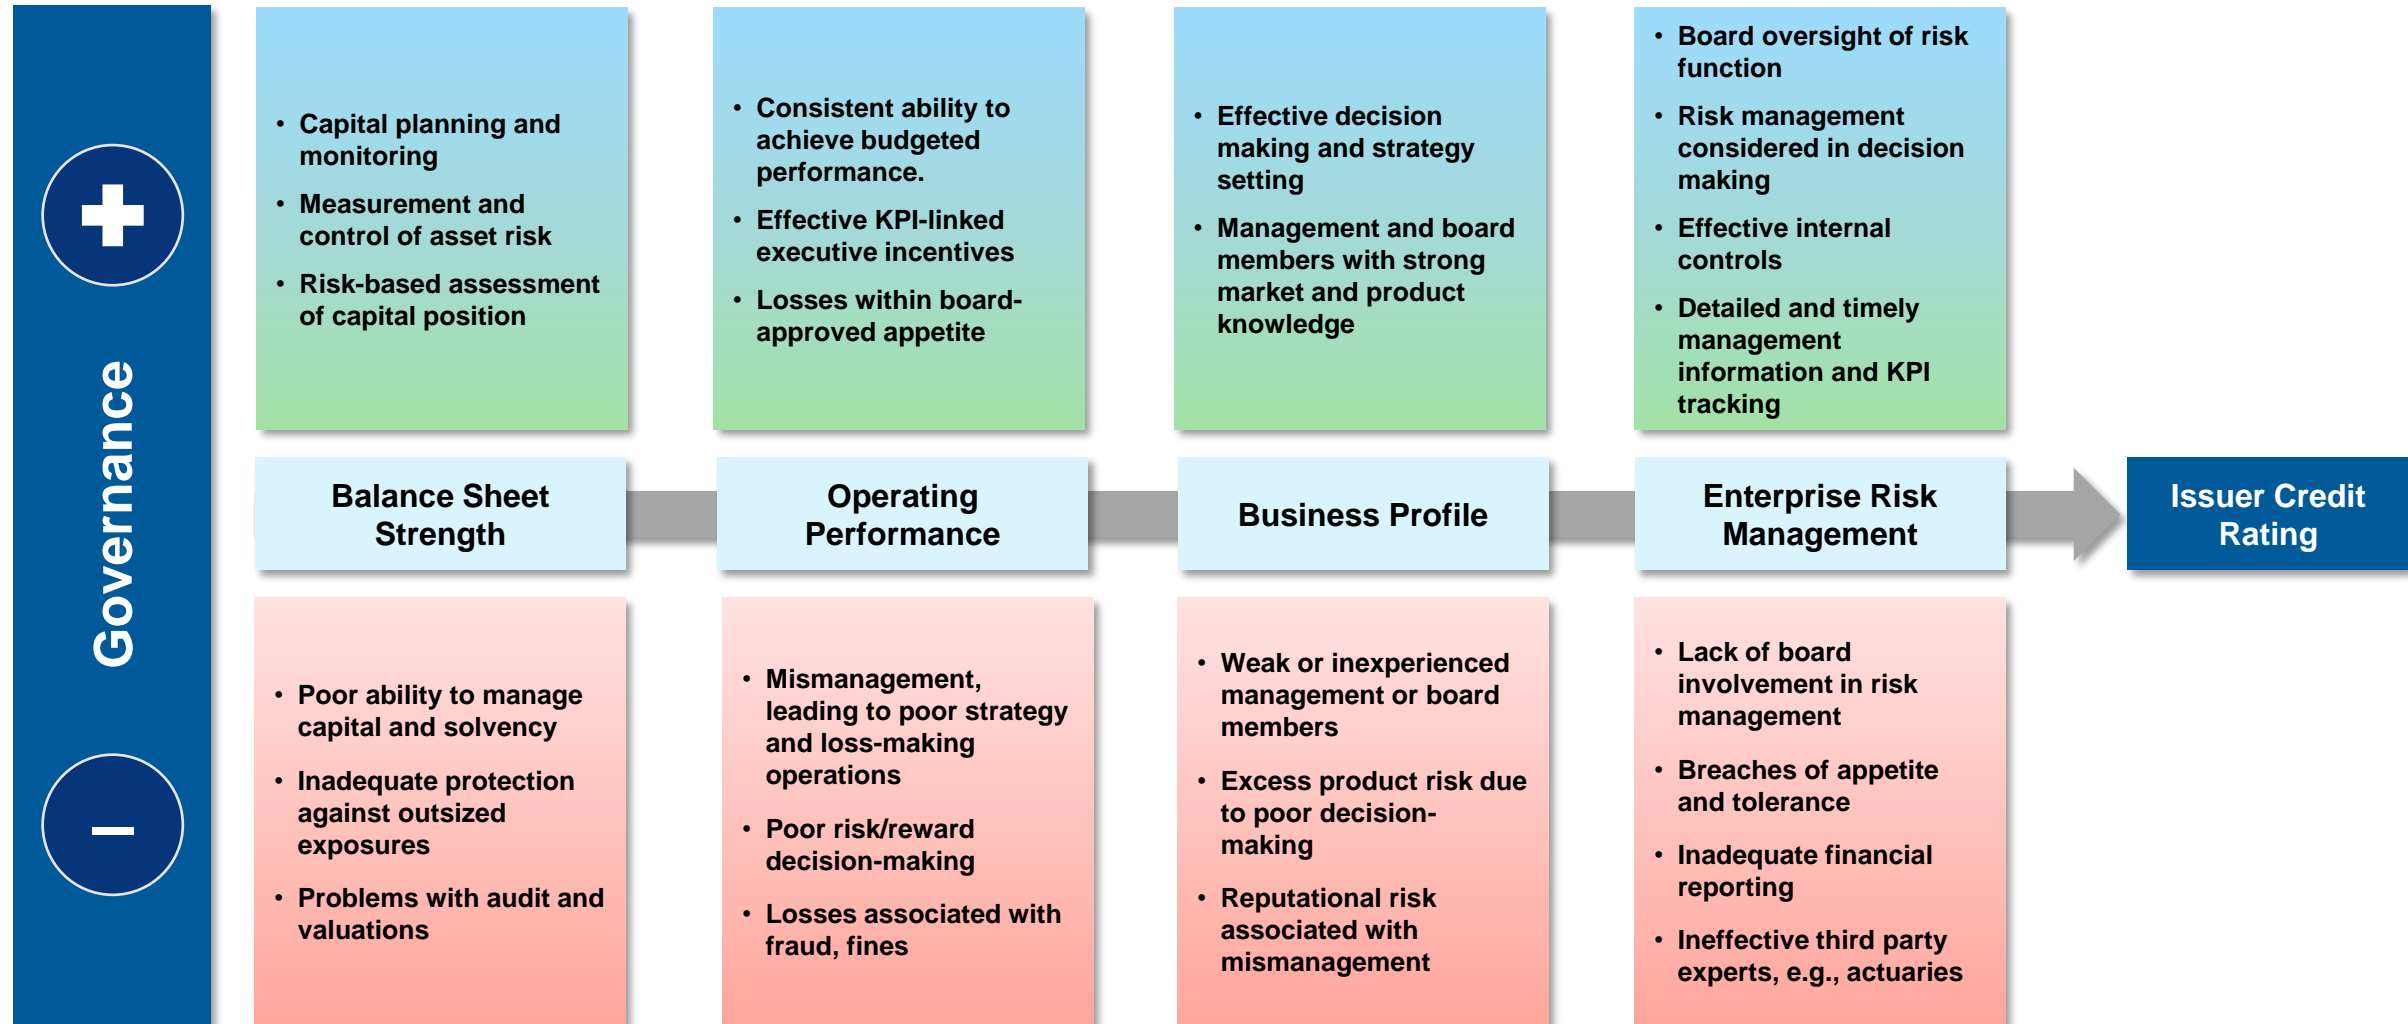 Governance
• Capital planning and
monitoring
• Measurement and
control of asset risk
• Risk-based assessment
of capital position
• Consistent ability to
achieve budgeted
performance.
• Effective KPI-linked
executive incentives
• Losses within board-
approved appetite
• Effective decision
making and strategy
setting
• Management and board
members with strong
market and product
knowledge
• Board oversight of risk
function
• Risk management
considered in decision
making
• Effective internal
controls
• Detailed and timely
management
information and KPI
tracking
Balance Sheet
Strength
Operating
Performance
Business Profile
Enterprise Risk
Management
Issuer Credit
Rating
• Poor ability to manage
capital and solvency
• Inadequate protection
against outsized
exposures
• Problems with audit and
valuations
• Mismanagement,
leading to poor strategy
and loss-making
operations
• Poor risk/reward
decision-making
• Losses associated with
fraud, fines
• Weak or inexperienced
management or board
members
• Excess product risk due
to poor decision-
making
• Reputational risk
associated with
mismanagement
• Lack of board
involvement in risk
management
• Breaches of appetite
and tolerance
• Inadequate financial
reporting
• Ineffective third party
experts, e.g., actuaries